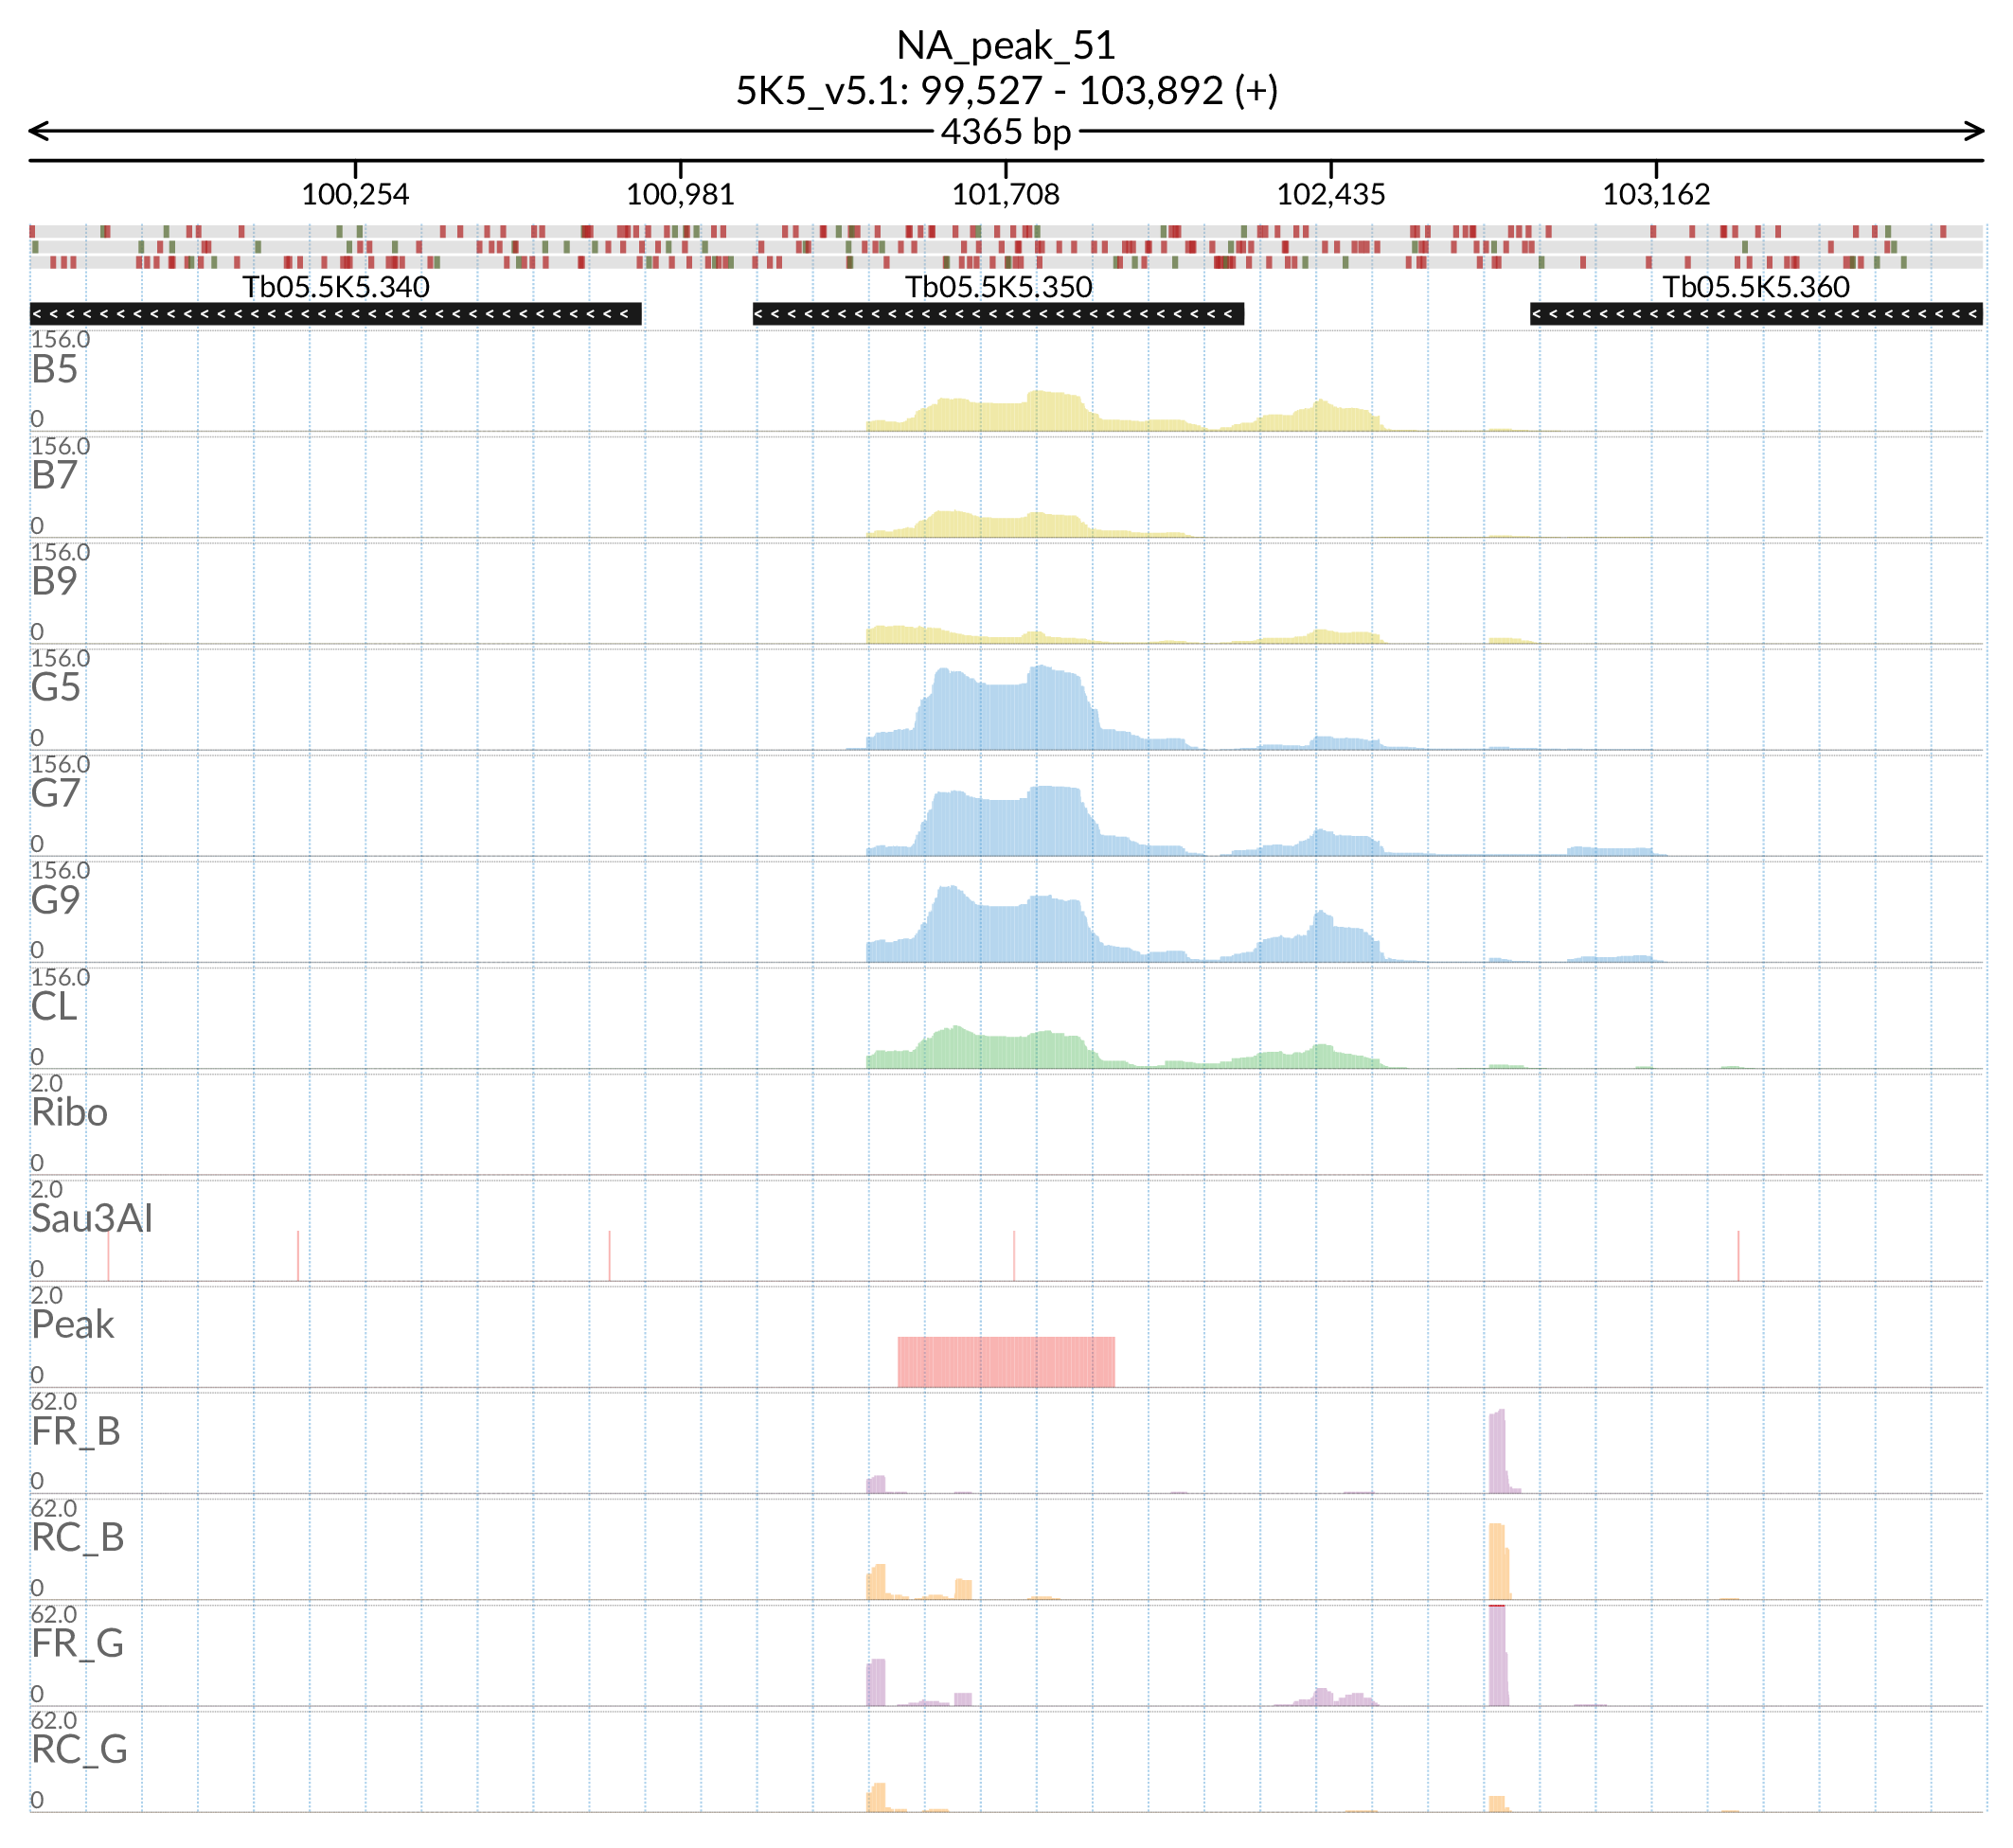 NA_peak_51
5K5_v5.1: 99,527 - 103,892 (+)
4365 bp
100,254 100,981 101,708 102,435 103,162
Tb05.5K5.340 Tb05.5K5.350 Tb05.5K5.360
156.0
B5
0
156.0
B7
0
156.0
B9
0
156.0
G5
0
156.0
G7
0
156.0
G9
0
156.0
CL
0
2.0
Ribo
0
2.0
Sau3AI
0
2.0
Peak
0
62.0
FR_B
0
62.0
RC_B
0
62.0
FR_G
0
62.0
RC_G
0